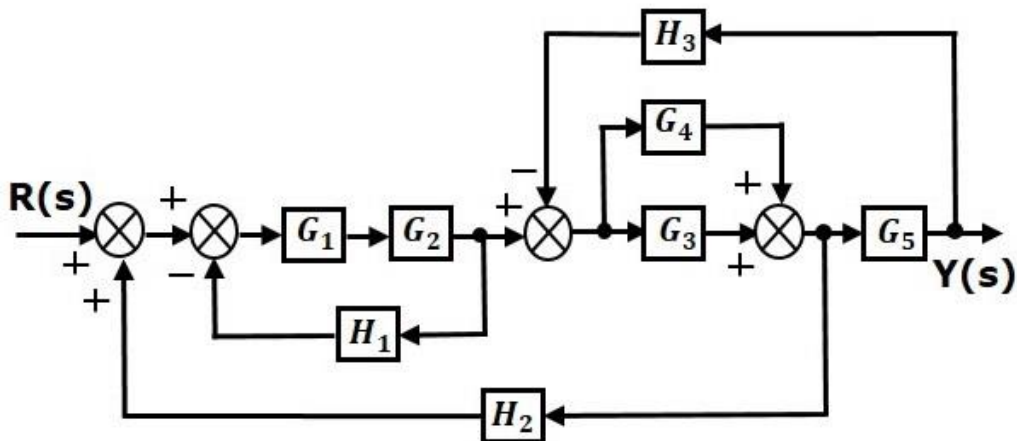 H₃
G₄
−
R(s)
+
+
+
G₁
G₂
G₃
G₅
+
−
+
+
Y(s)
H₁
H₂